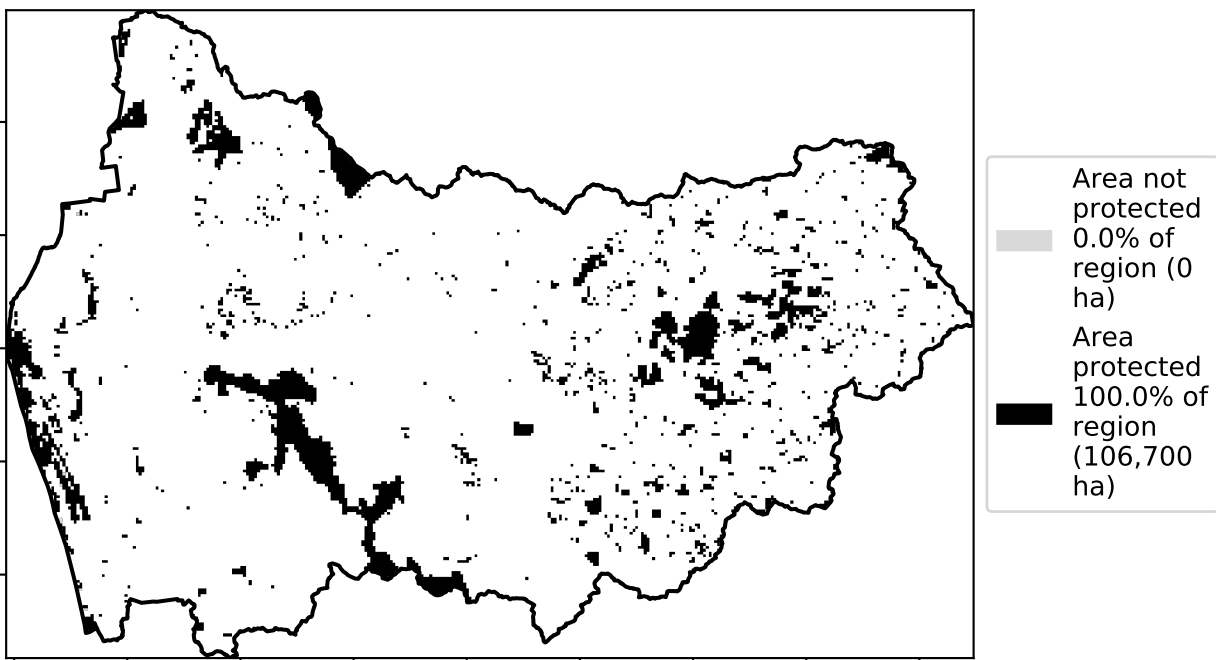 Area not
protected
0.0% of
region (0
ha)
Area
protected
100.0% of
region
(106,700
ha)